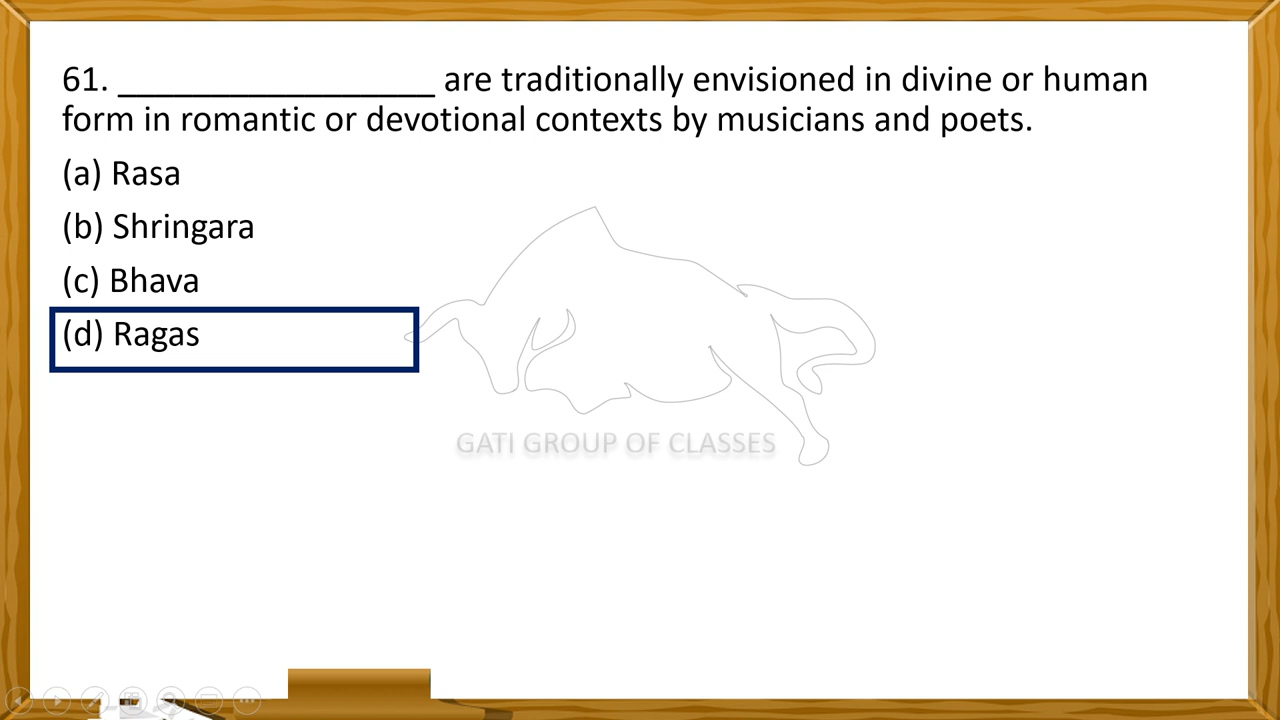 61. _________________ are traditionally envisioned in divine or human
form in romantic or devotional contexts by musicians and poets.
(a) Rasa
(b) Shringara
(c) Bhava
(d) Ragas
GATI GROUP OF CLASSES